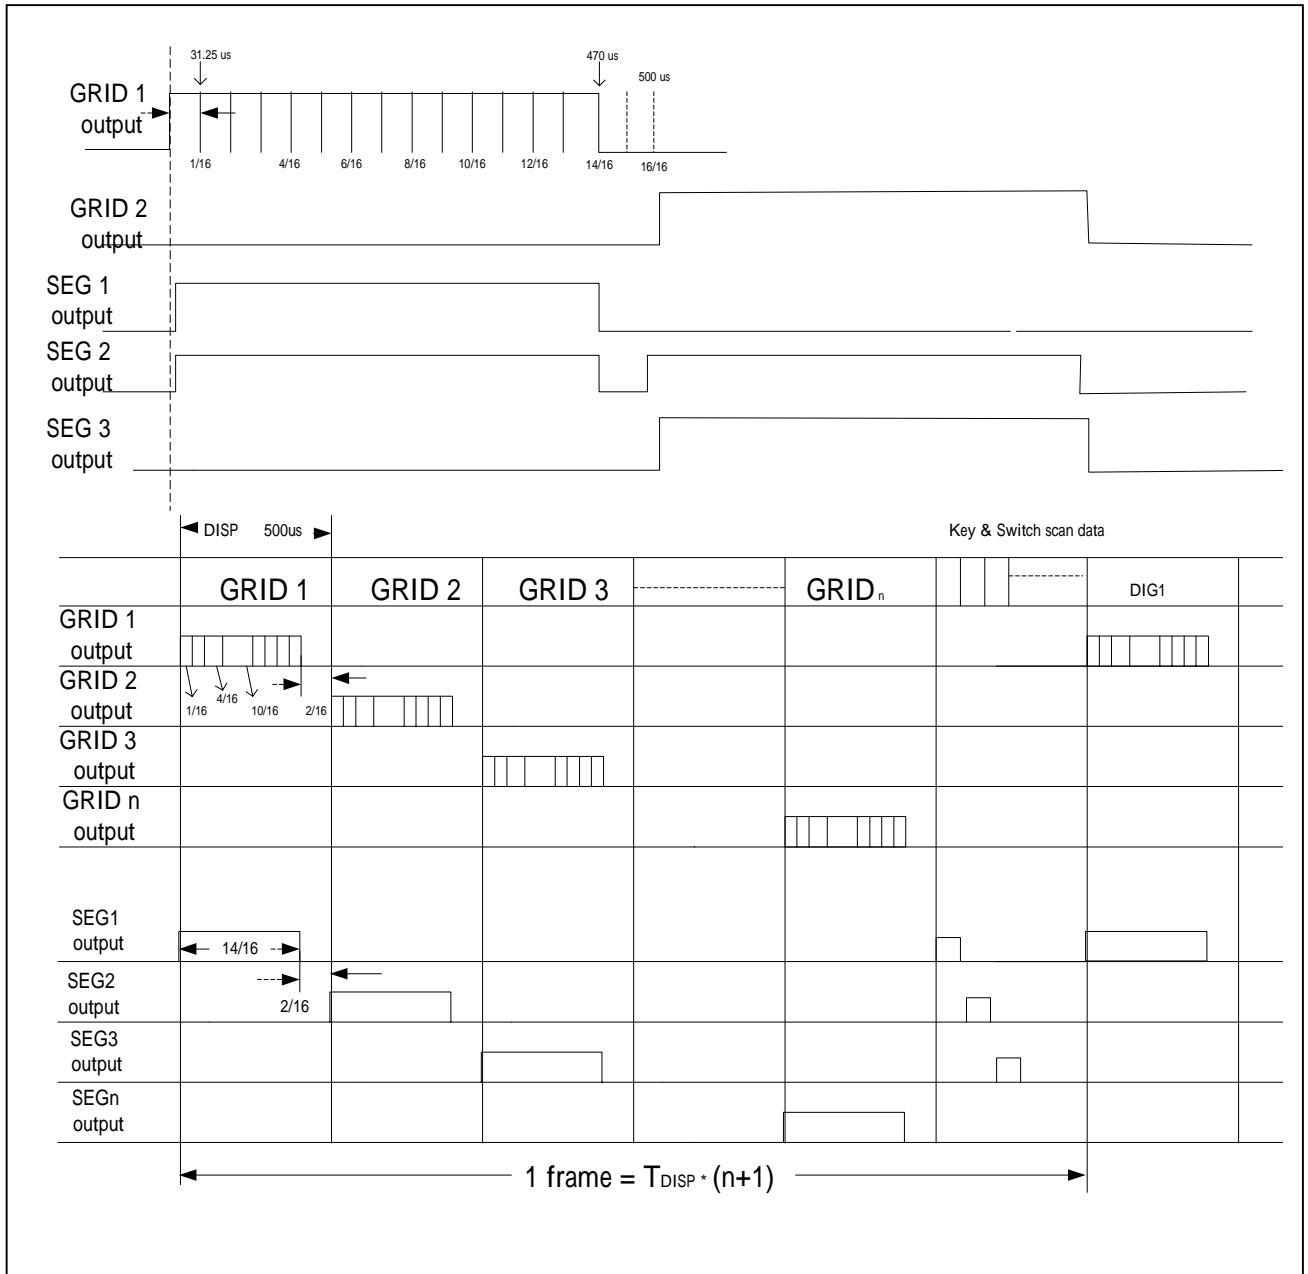 31.25 us
470 us
500 us
GRID 1
output
1/16 4/16 6/16 8/16 10/16 12/16 14/16 16/16
GRID 2
output
SEG 1
output
SEG 2
output
SEG 3
output
DISP 500us
Key & Switch scan data
GRID 1 GRID 2 GRID 3 GRID n DIG1
GRID 1
output
GRID 2
output
1/16 4/16 10/16 2/16
GRID 3
output
GRID n
output
SEG1
output
14/16
SEG2
output
2/16
SEG3
output
SEGn
output
1 frame = TDISP * (n+1)